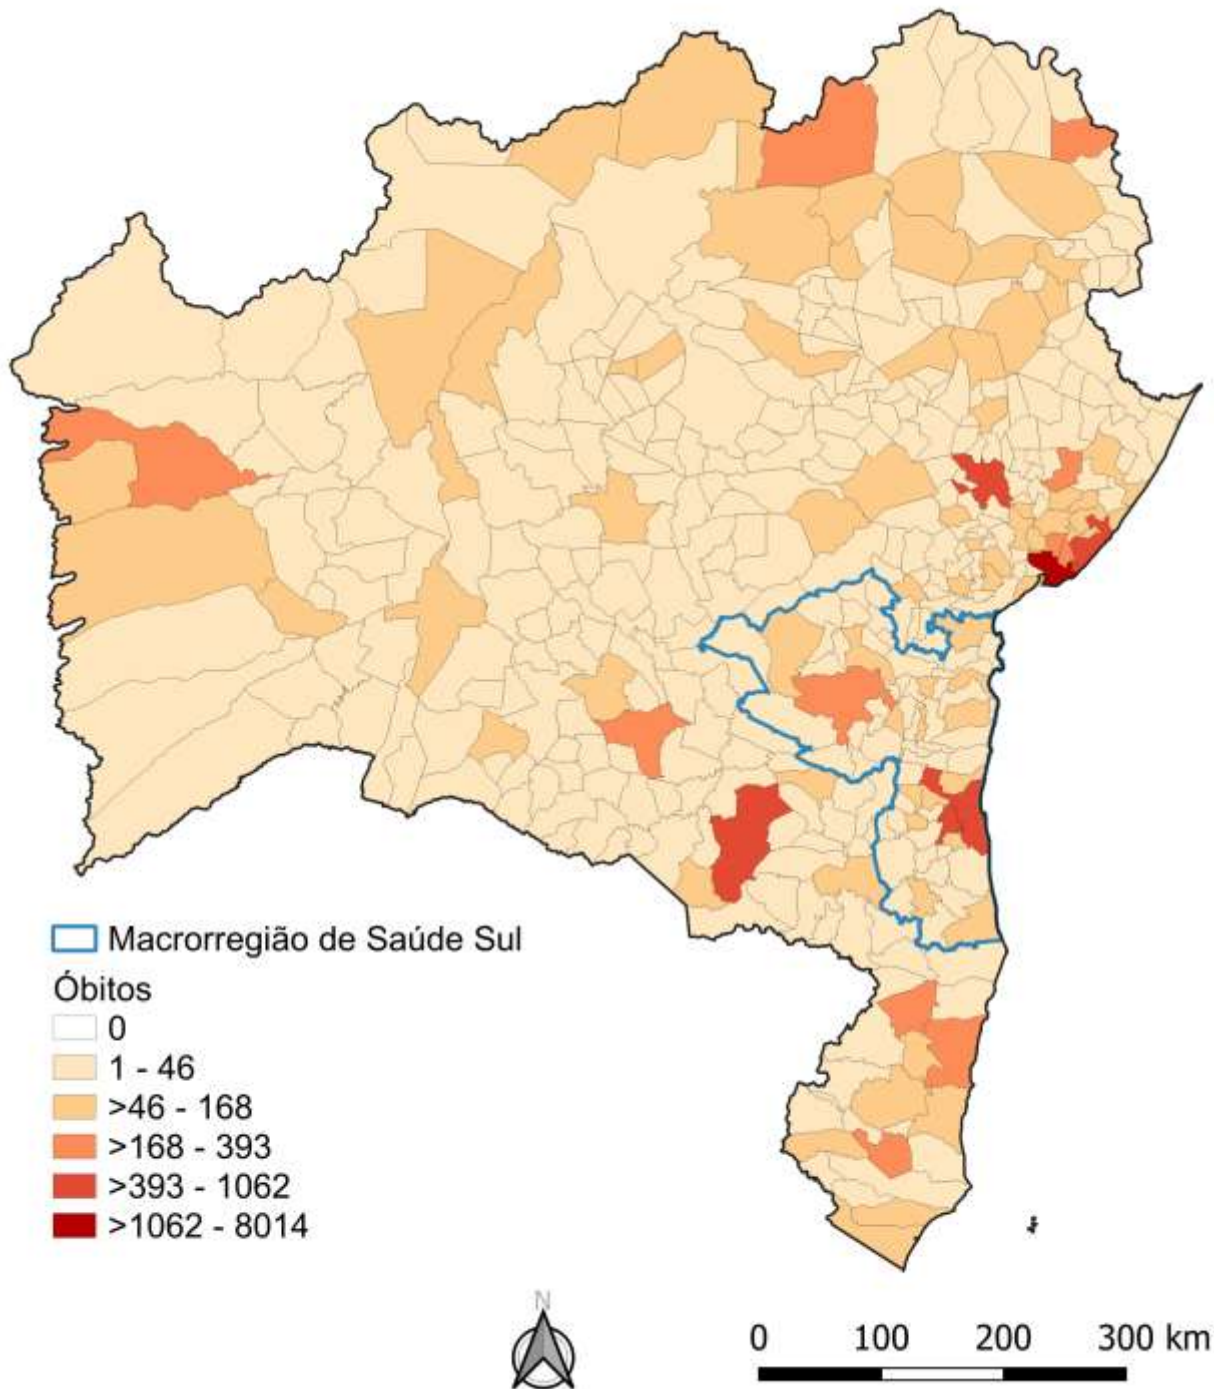 Macrorregião de Saúde Sul
Óbitos
0
1 - 46
>46 - 168
>168 - 393
>393 - 1062
>1062 - 8014
N
0 100 200 300 km